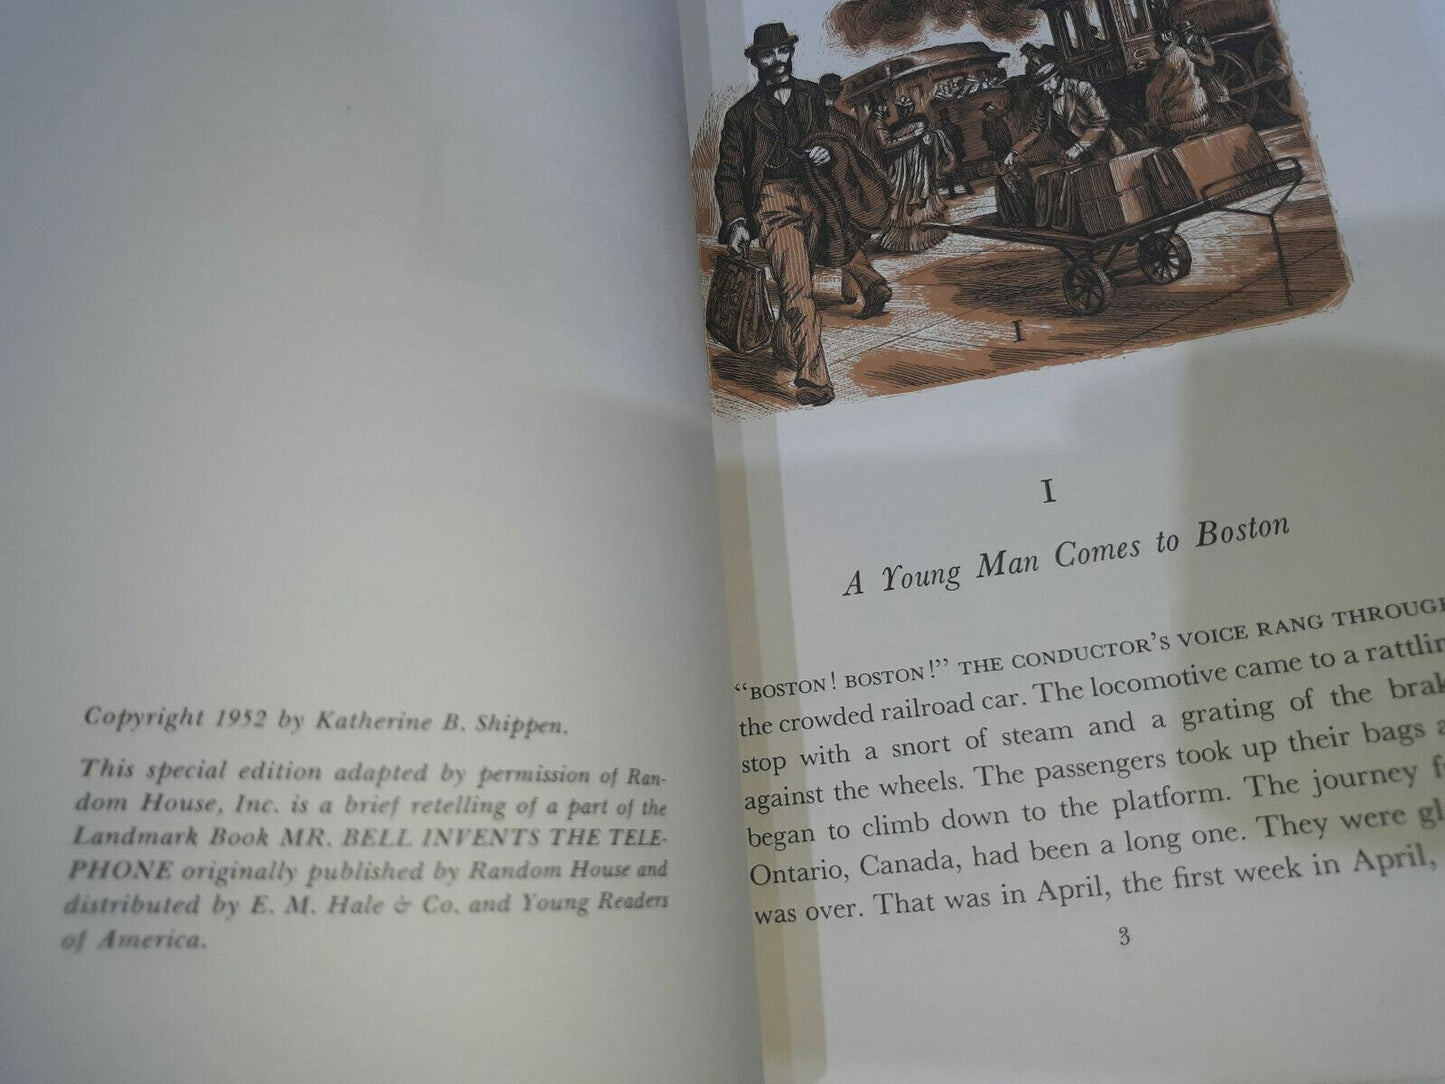 Copyright 1952 by Katherine B. Shippen.
This special edition adapted by permission of Ran-
dom House, Inc. is a brief retelling of a part of the
Landmark Book MR. BELL INVENTS THE TELE-
PHONE originally published by Random House and
distributed by E. M. Hale & Co. and Young Readers
of America.
I
I
A Young Man Comes to Boston
“BOSTON! BOSTON!” THE CONDUCTOR’S VOICE RANG THROUGH
the crowded railroad car. The locomotive came to a
stop with a snort of steam and a grating of the
against the wheels. The passengers took up their bags
began to climb down to the platform. The journey
Ontario, Canada, had been a long one. They were
was over. That was in April, the first week in April,
3